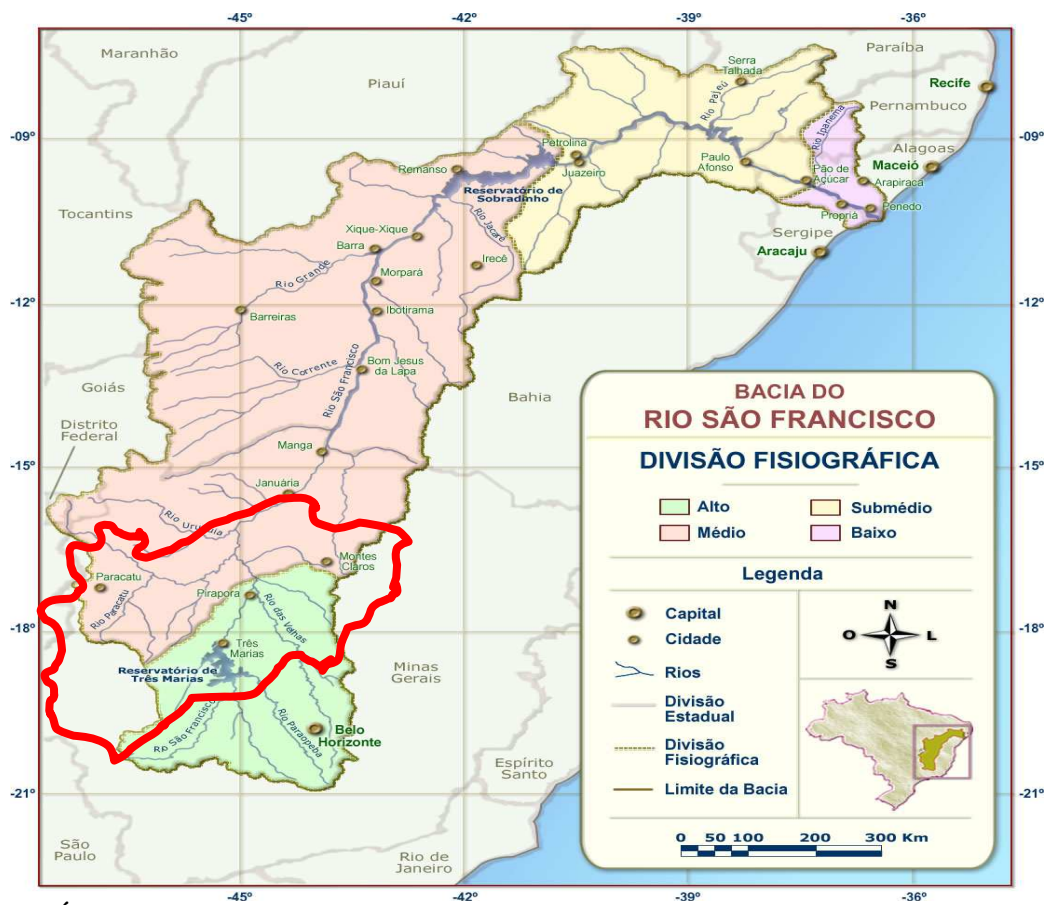 -45°
-42°
-39°
-36°
Maranhão
Piauí
Paraíba
Serra
Talhada
Recife
Rio Pajeú
Pernambuco
-09°
-09°
Rio Ipanema
Petrolina
Alagoas
Remanso
Juazeiro
Paulo
Afonso
Pão de
Açúcar
Maceió
Arapiraca
Reservatório de
Sobradinho
Tocantins
Rio Jacaré
Propriá
Penedo
Xique-Xique
Sergipe
Barra
Irecê
Aracaju
Rio Grande
Morpará
-12°
-12°
Barreiras
Ibotirama
Rio Corrente
Bom Jesus
da Lapa
Rio São Francisco
Goiás
Bahia
Distrito
Federal
Manga
-15°
-15°
Januária
Montes
Claros
Paracatu
Rio Paracatu
Pirapora
Rio das Velhas
-18°
-18°
Três
Marias
Reservatório de
Três Marias
Minas
Gerais
Rio São Francisco
Rio Paraopeba
Belo
Horizonte
Espírito
Santo
-21°
-21°
São
Paulo
Rio de
Janeiro
-45°
-42°
-39°
-36°
BACIA DO
RIO SÃO FRANCISCO
DIVISÃO FISIOGRÁFICA
Alto
Submédio
Médio
Baixo
Legenda
Capital
Cidade
Rios
Divisão
Estadual
Divisão
Fisiográfica
Limite da Bacia
N
O
L
S
0 50 100 200 300 Km